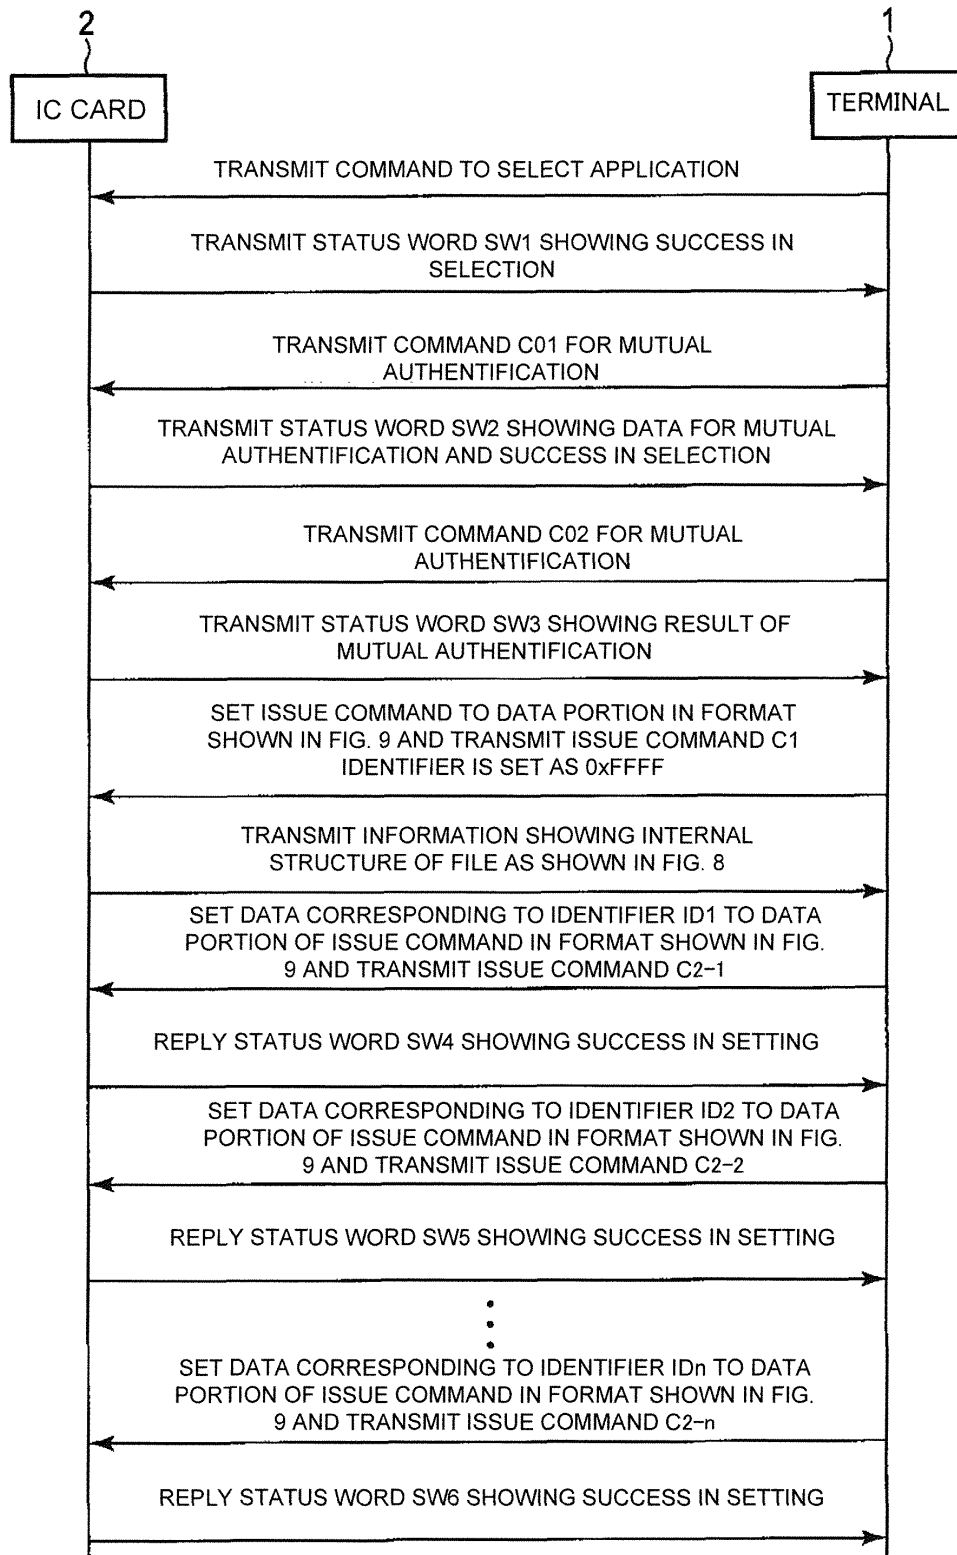 2
1
IC CARD
TERMINAL
TRANSMIT COMMAND TO SELECT APPLICATION
TRANSMIT STATUS WORD SW1 SHOWING SUCCESS IN
SELECTION
TRANSMIT COMMAND C01 FOR MUTUAL
AUTHENTIFICATION
TRANSMIT STATUS WORD SW2 SHOWING DATA FOR MUTUAL
AUTHENTIFICATION AND SUCCESS IN SELECTION
TRANSMIT COMMAND C02 FOR MUTUAL
AUTHENTIFICATION
TRANSMIT STATUS WORD SW3 SHOWING RESULT OF
MUTUAL AUTHENTIFICATION
SET ISSUE COMMAND TO DATA PORTION IN FORMAT
SHOWN IN FIG. 9 AND TRANSMIT ISSUE COMMAND C1
IDENTIFIER IS SET AS 0xFFFF
TRANSMIT INFORMATION SHOWING INTERNAL
STRUCTURE OF FILE AS SHOWN IN FIG. 8
SET DATA CORRESPONDING TO IDENTIFIER ID1 TO DATA
PORTION OF ISSUE COMMAND IN FORMAT SHOWN IN FIG.
9 AND TRANSMIT ISSUE COMMAND C2-1
REPLY STATUS WORD SW4 SHOWING SUCCESS IN SETTING
SET DATA CORRESPONDING TO IDENTIFIER ID2 TO DATA
PORTION OF ISSUE COMMAND IN FORMAT SHOWN IN FIG.
9 AND TRANSMIT ISSUE COMMAND C2-2
REPLY STATUS WORD SW5 SHOWING SUCCESS IN SETTING
SET DATA CORRESPONDING TO IDENTIFIER IDn TO DATA
PORTION OF ISSUE COMMAND IN FORMAT SHOWN IN FIG.
9 AND TRANSMIT ISSUE COMMAND C2-n
REPLY STATUS WORD SW6 SHOWING SUCCESS IN SETTING